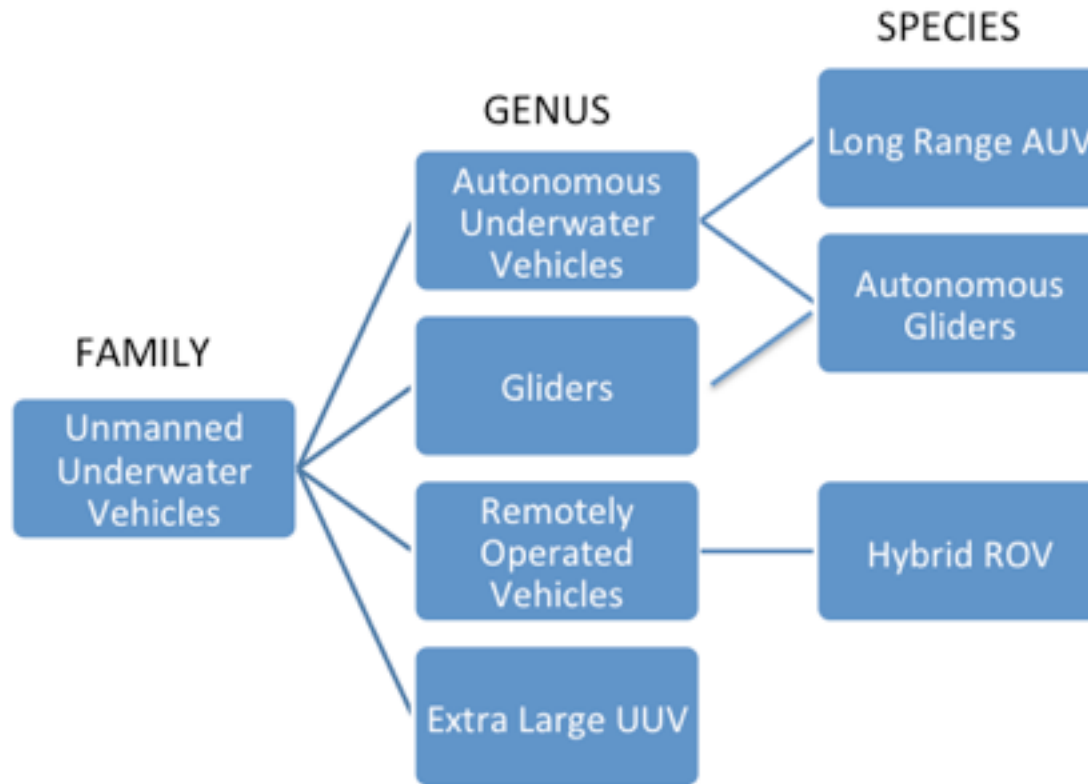 SPECIES
GENUS
FAMILY
Unmanned
Underwater
Vehicles
Autonomous
Underwater
Vehicles
Gliders
Remotely
Operated
Vehicles
Extra Large UUV
Long Range AUV
Autonomous
Gliders
Hybrid ROV